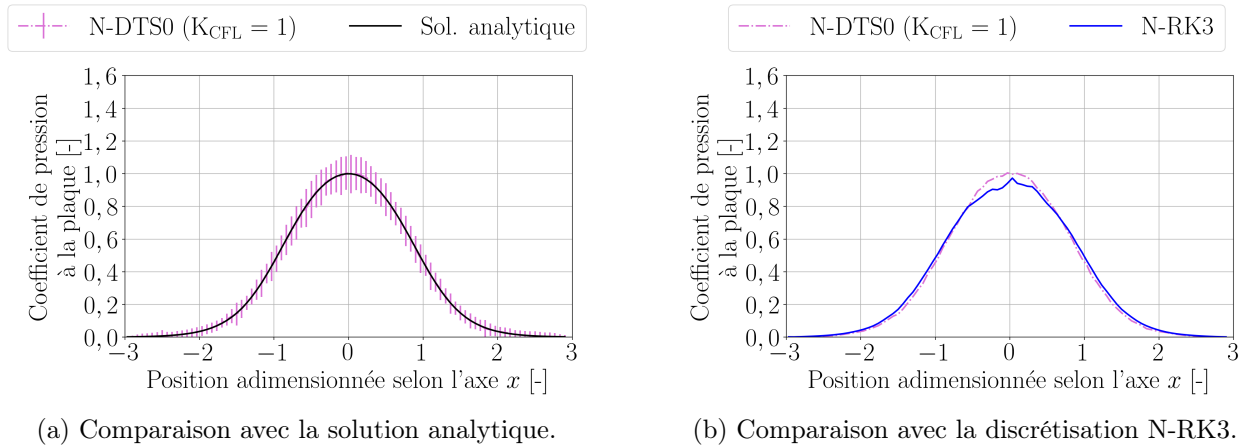 N-DTS0 (K_CFL = 1) Sol. analytique
Coefficient de pression
à la plaque [-]
1,6
1,4
1,2
1,0
0,8
0,6
0,4
0,2
0,0
−3 −2 −1 0 1 2 3
Position adimensionnée selon l'axe x [-]
(a) Comparaison avec la solution analytique.
N-DTS0 (K_CFL = 1) N-RK3
Coefficient de pression
à la plaque [-]
1,6
1,4
1,2
1,0
0,8
0,6
0,4
0,2
0,0
−3 −2 −1 0 1 2 3
Position adimensionnée selon l'axe x [-]
(b) Comparaison avec la discrétisation N-RK3.